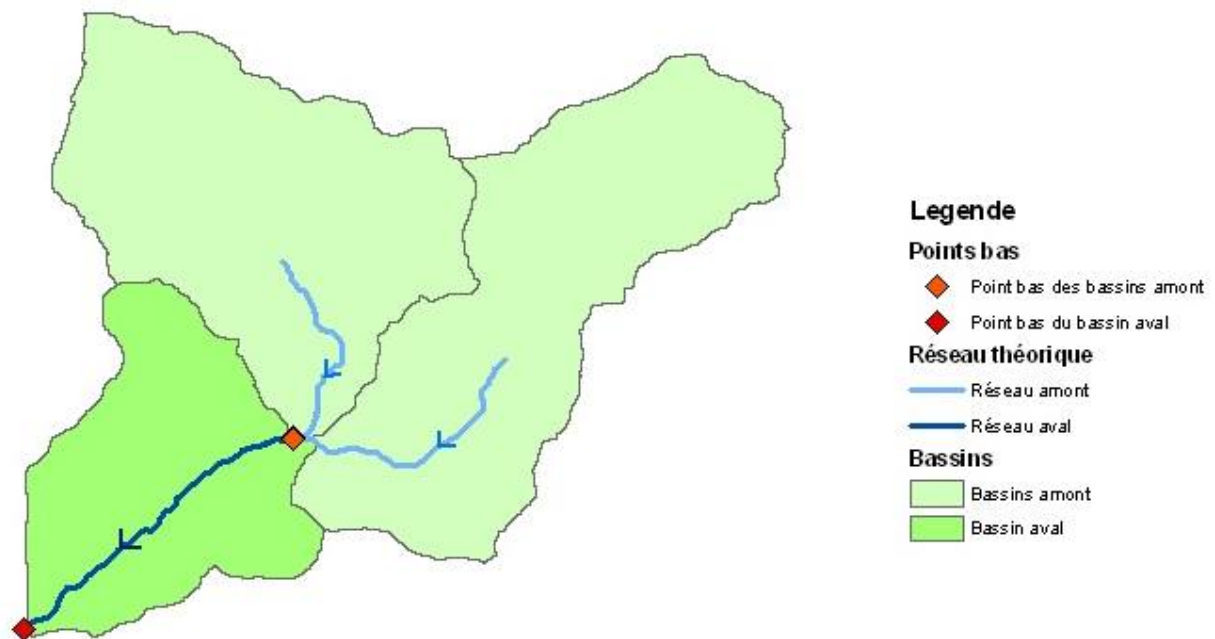 Legende
Points bas
Point bas des bassins amont
Point bas du bassin aval
Réseau théorique
Réseau amont
Réseau aval
Bassins
Bassins amont
Bassin aval